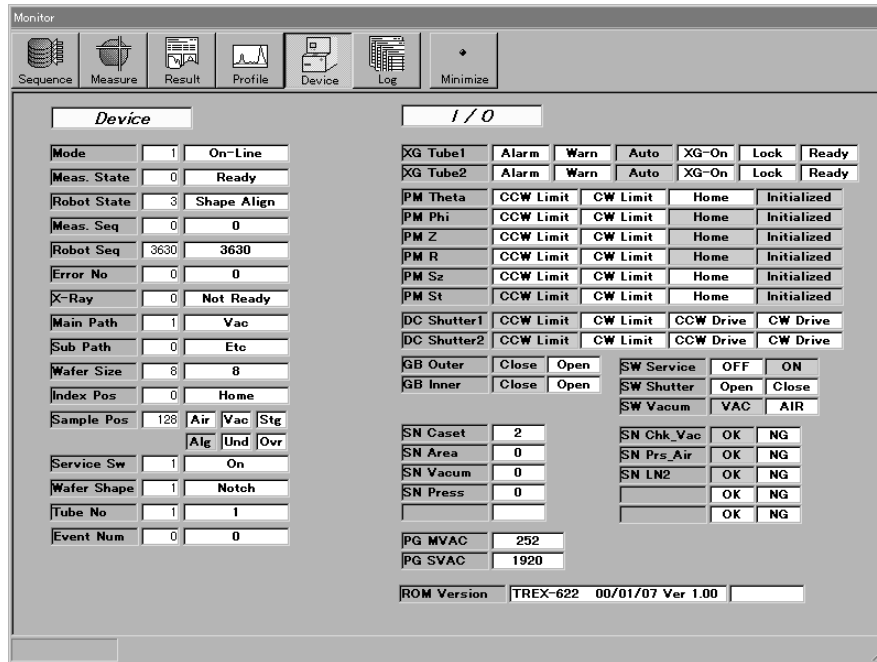 Monitor
Sequence Measure Result Profile Device Log Minimize
Device
Mode 1 On-Line
Meas. State 0 Ready
Robot State 3 Shape Align
Meas. Seq 0 0
Robot Seq 3630 3630
Error No 0 0
X-Ray 0 Not Ready
Main Path 1 Vac
Sub Path 0 Etc
Wafer Size 8 8
Index Pos 0 Home
Sample Pos 128 Air Vac Stg
Alg Und Ovr
Service Sw 1 On
Wafer Shape 1 Notch
Tube No 1 1
Event Num 0 0
I / O
XG Tube1 Alarm Warn Auto XG-On Lock Ready
XG Tube2 Alarm Warn Auto XG-On Lock Ready
PM Theta CCW Limit CW Limit Home Initialized
PM Phi CCW Limit CW Limit Home Initialized
PM Z CCW Limit CW Limit Home Initialized
PM R CCW Limit CW Limit Home Initialized
PM Sz CCW Limit CW Limit Home Initialized
PM St CCW Limit CW Limit Home Initialized
DC Shutter1 CCW Limit CW Limit CCW Drive CW Drive
DC Shutter2 CCW Limit CW Limit CCW Drive CW Drive
GB Outer Close Open
GB Inner Close Open
SW Service OFF ON
SW Shutter Open Close
SW Vacum VAC AIR
SN Caset 2
SN Area 0
SN Vacum 0
SN Press 0
SN Chk_Vac OK NG
SN Prs_Air OK NG
SN LN2 OK NG
OK NG
OK NG
PG MVAC 252
PG SVAC 1920
ROM Version TREX-622 00/01/07 Ver 1.00